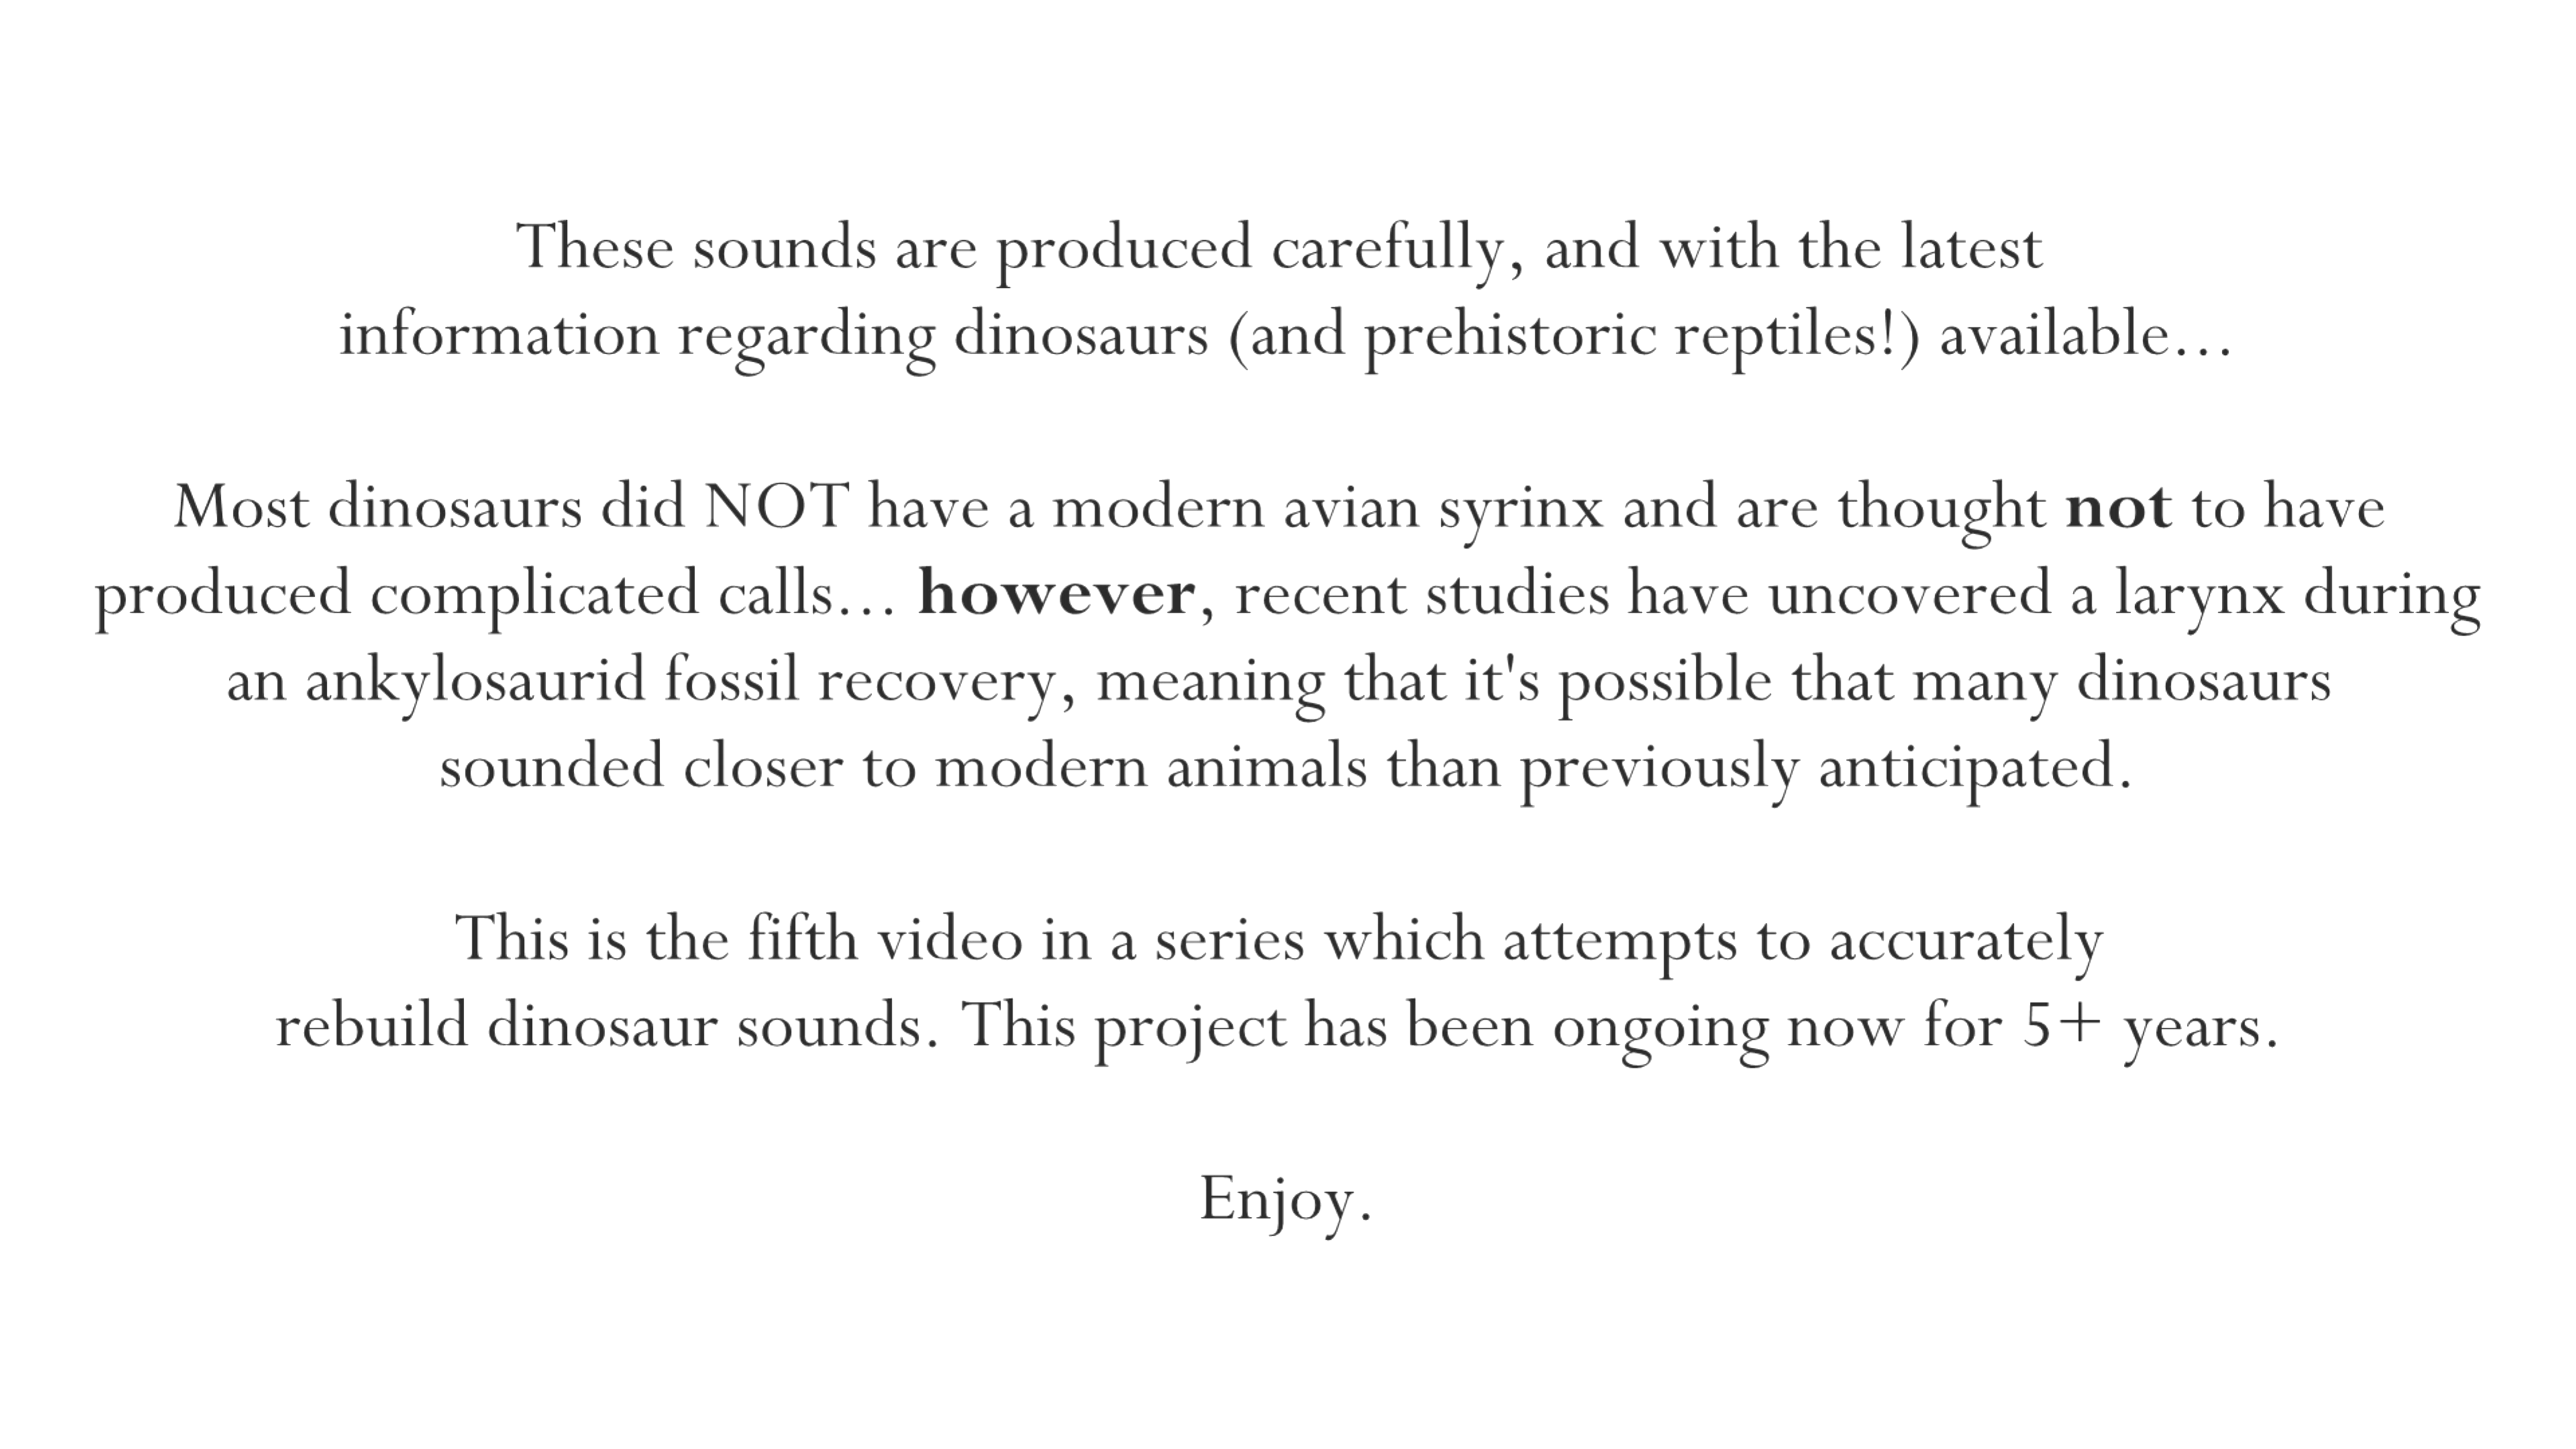 These sounds are produced carefully, and with the latest
information regarding dinosaurs (and prehistoric reptiles!) available...
Most dinosaurs did NOT have a modern avian syrinx and are thought not to have
produced complicated calls... however, recent studies have uncovered a larynx during
an ankylosaurid fossil recovery, meaning that it's possible that many dinosaurs
sounded closer to modern animals than previously anticipated.
This is the fifth video in a series which attempts to accurately
rebuild dinosaur sounds. This project has been ongoing now for 5+ years.
Enjoy.